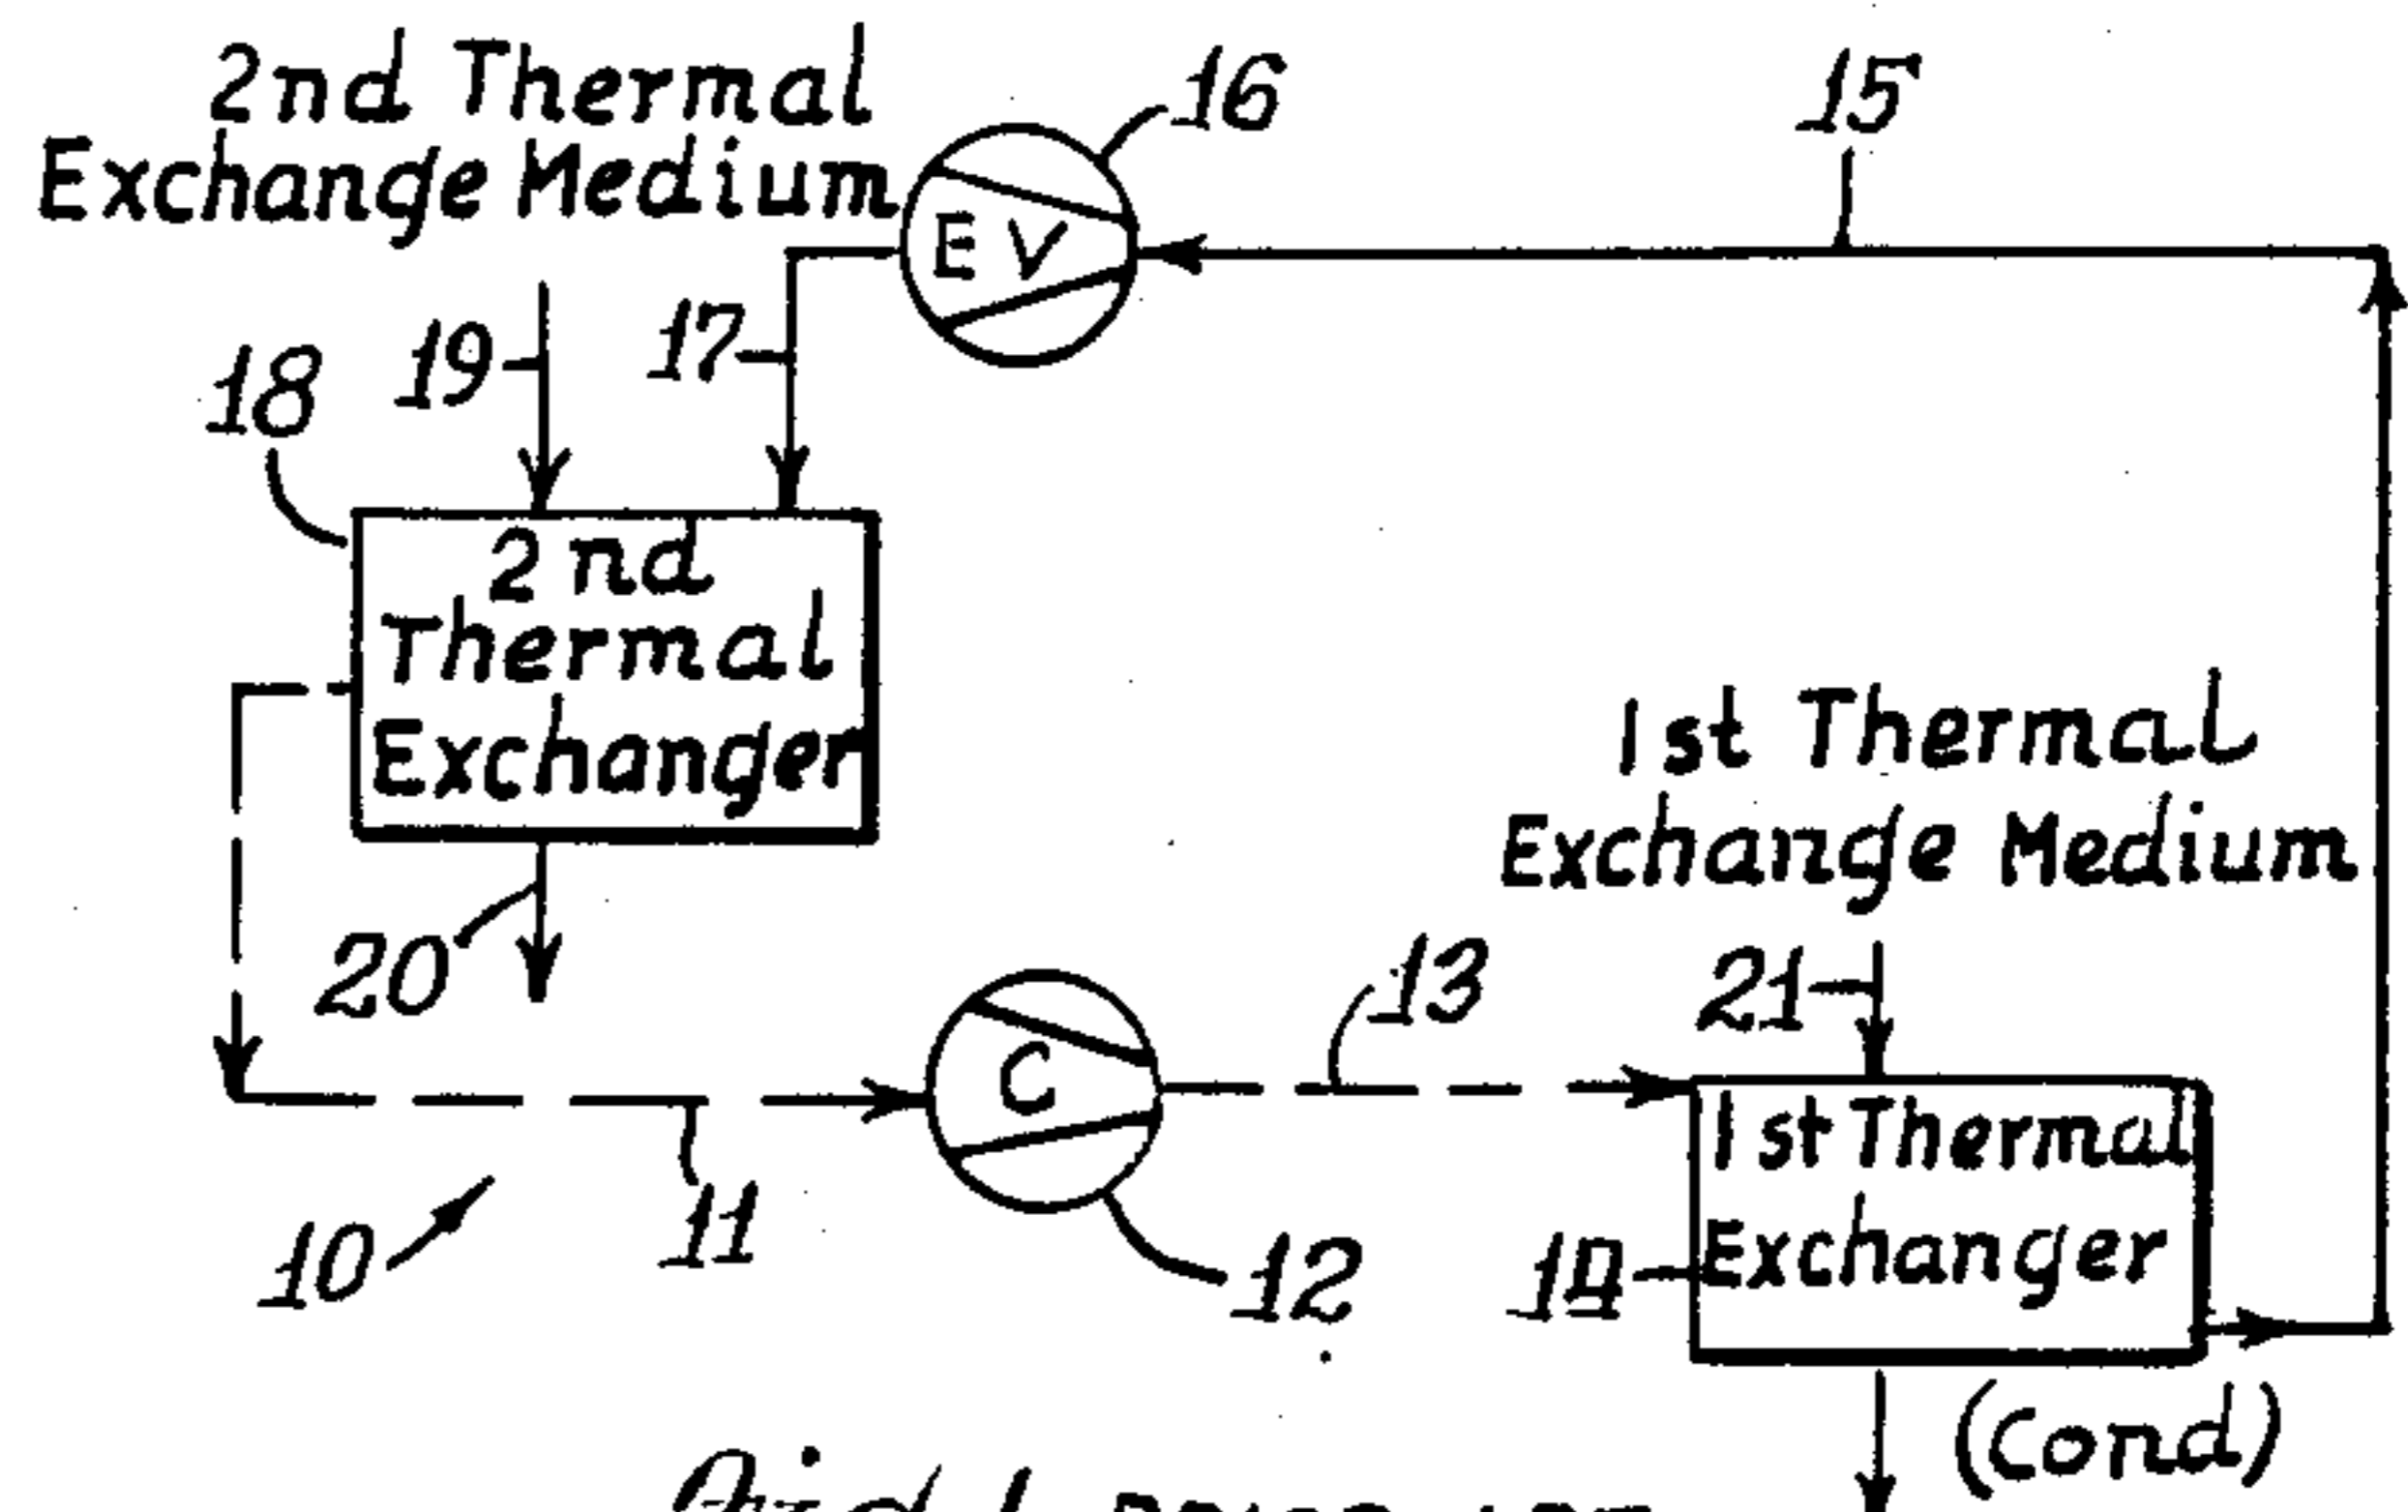 2nd Thermal
Exchange Medium
16
15
EV
19
17
18
2nd
Thermal
Exchanger
1st Thermal
Exchange Medium
20
13
21
C
1st Thermal
Exchanger
10
11
12
(Cond)